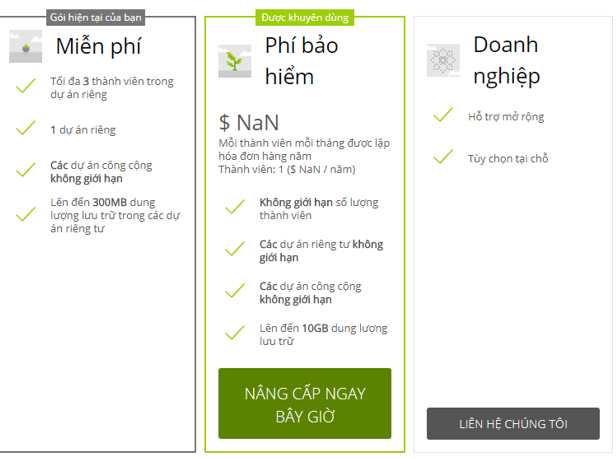 Gói hiện tại của bạn
Miễn phí
Tối đa 3 thành viên trong
dự án riêng
1 dự án riêng
Các dự án công cộng
không giới hạn
Lên đến 300MB dung
lượng lưu trữ trong các dự
án riêng tư
Được khuyên dùng
Phí bảo
hiểm
$ NaN
Mỗi thành viên mỗi tháng được lập
hóa đơn hàng năm
Thành viên: 1 ($ NaN / năm)
Không giới hạn số lượng
thành viên
Các dự án riêng tư không
giới hạn
Các dự án công cộng
không giới hạn
Lên đến 10GB dung lượng
lưu trữ
NÂNG CẤP NGAY
BÂY GIỜ
Doanh
nghiệp
Hỗ trợ mở rộng
Tùy chọn tại chỗ
LIÊN HỆ CHÚNG TÔI